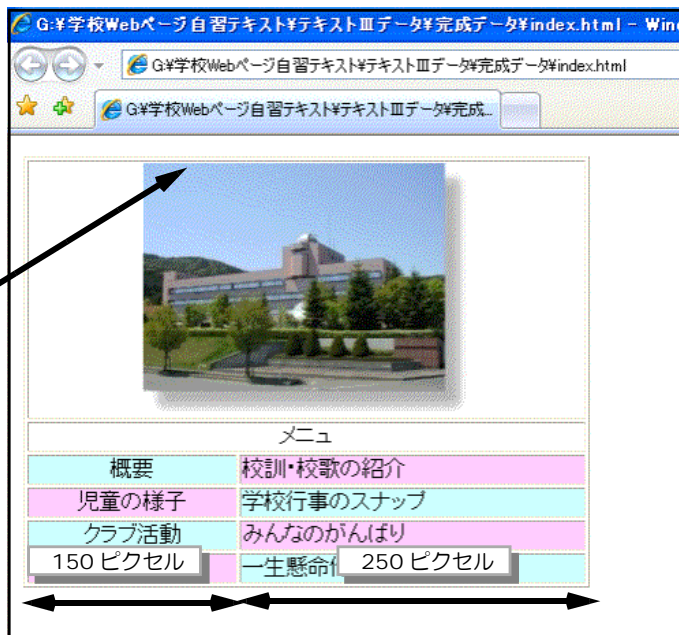 G:¥学校Webページ自習テキスト¥テキストⅢデータ¥完成データ¥index.html - Wind
G:¥学校Webページ自習テキスト¥テキストⅢデータ¥完成データ¥index.html
G:¥学校Webページ自習テキスト¥テキストⅢデータ¥完成...
メニュ
概要 校訓・校歌の紹介
児童の様子 学校行事のスナップ
クラブ活動 みんなのがんばり
一生懸命
150 ピクセル 250 ピクセル